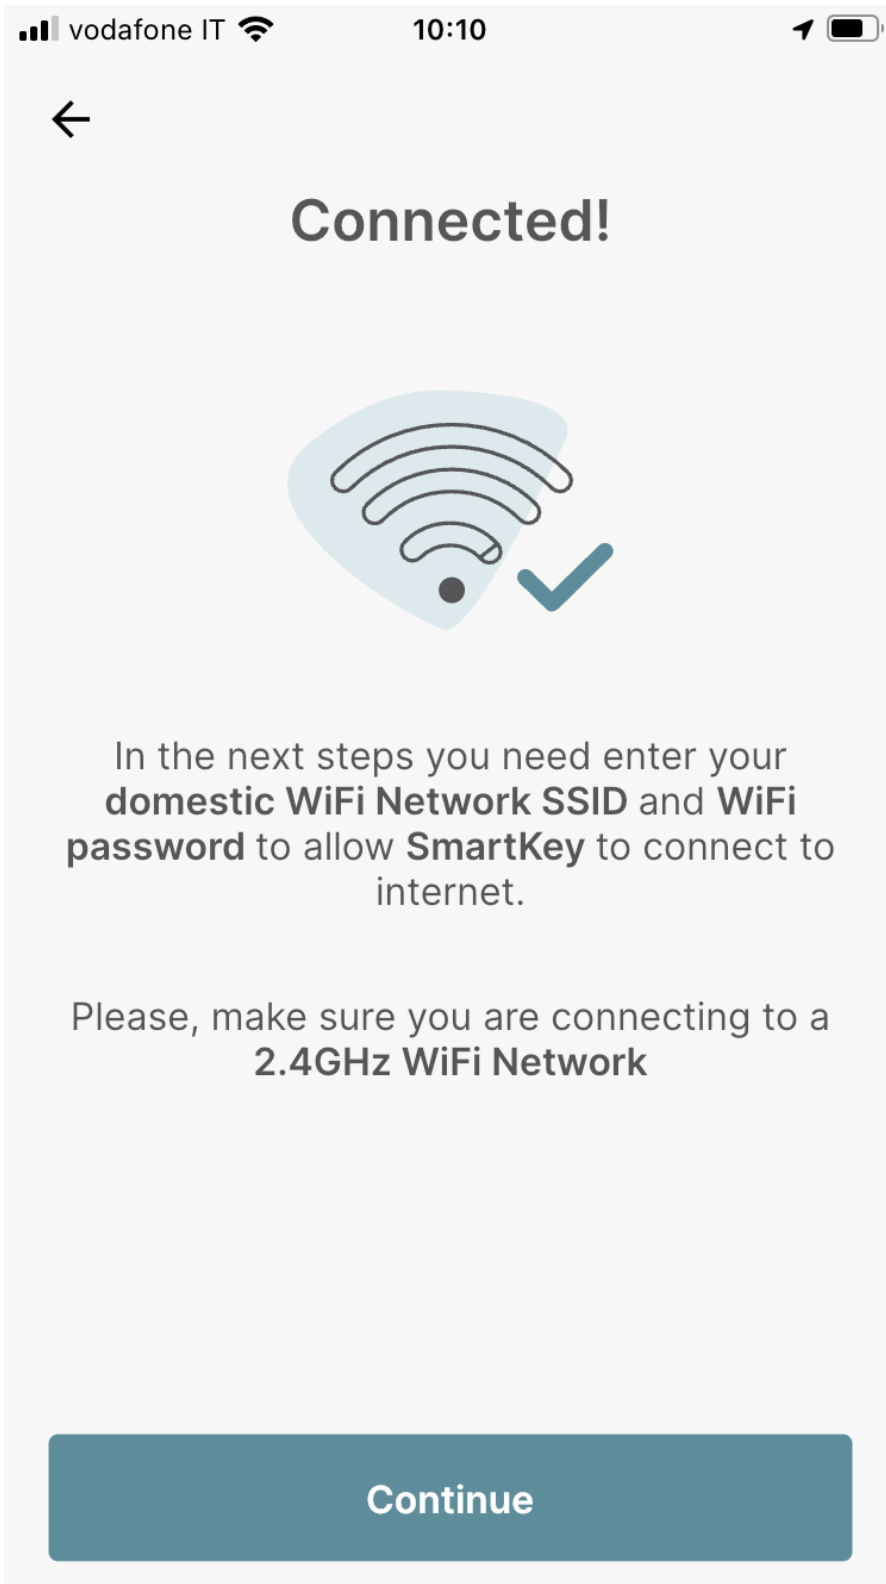 vodafone IT 10:10
Connected!
In the next steps you need enter your
domestic WiFi Network SSID and WiFi
password to allow SmartKey to connect to
internet.
Please, make sure you are connecting to a
2.4GHz WiFi Network
Continue